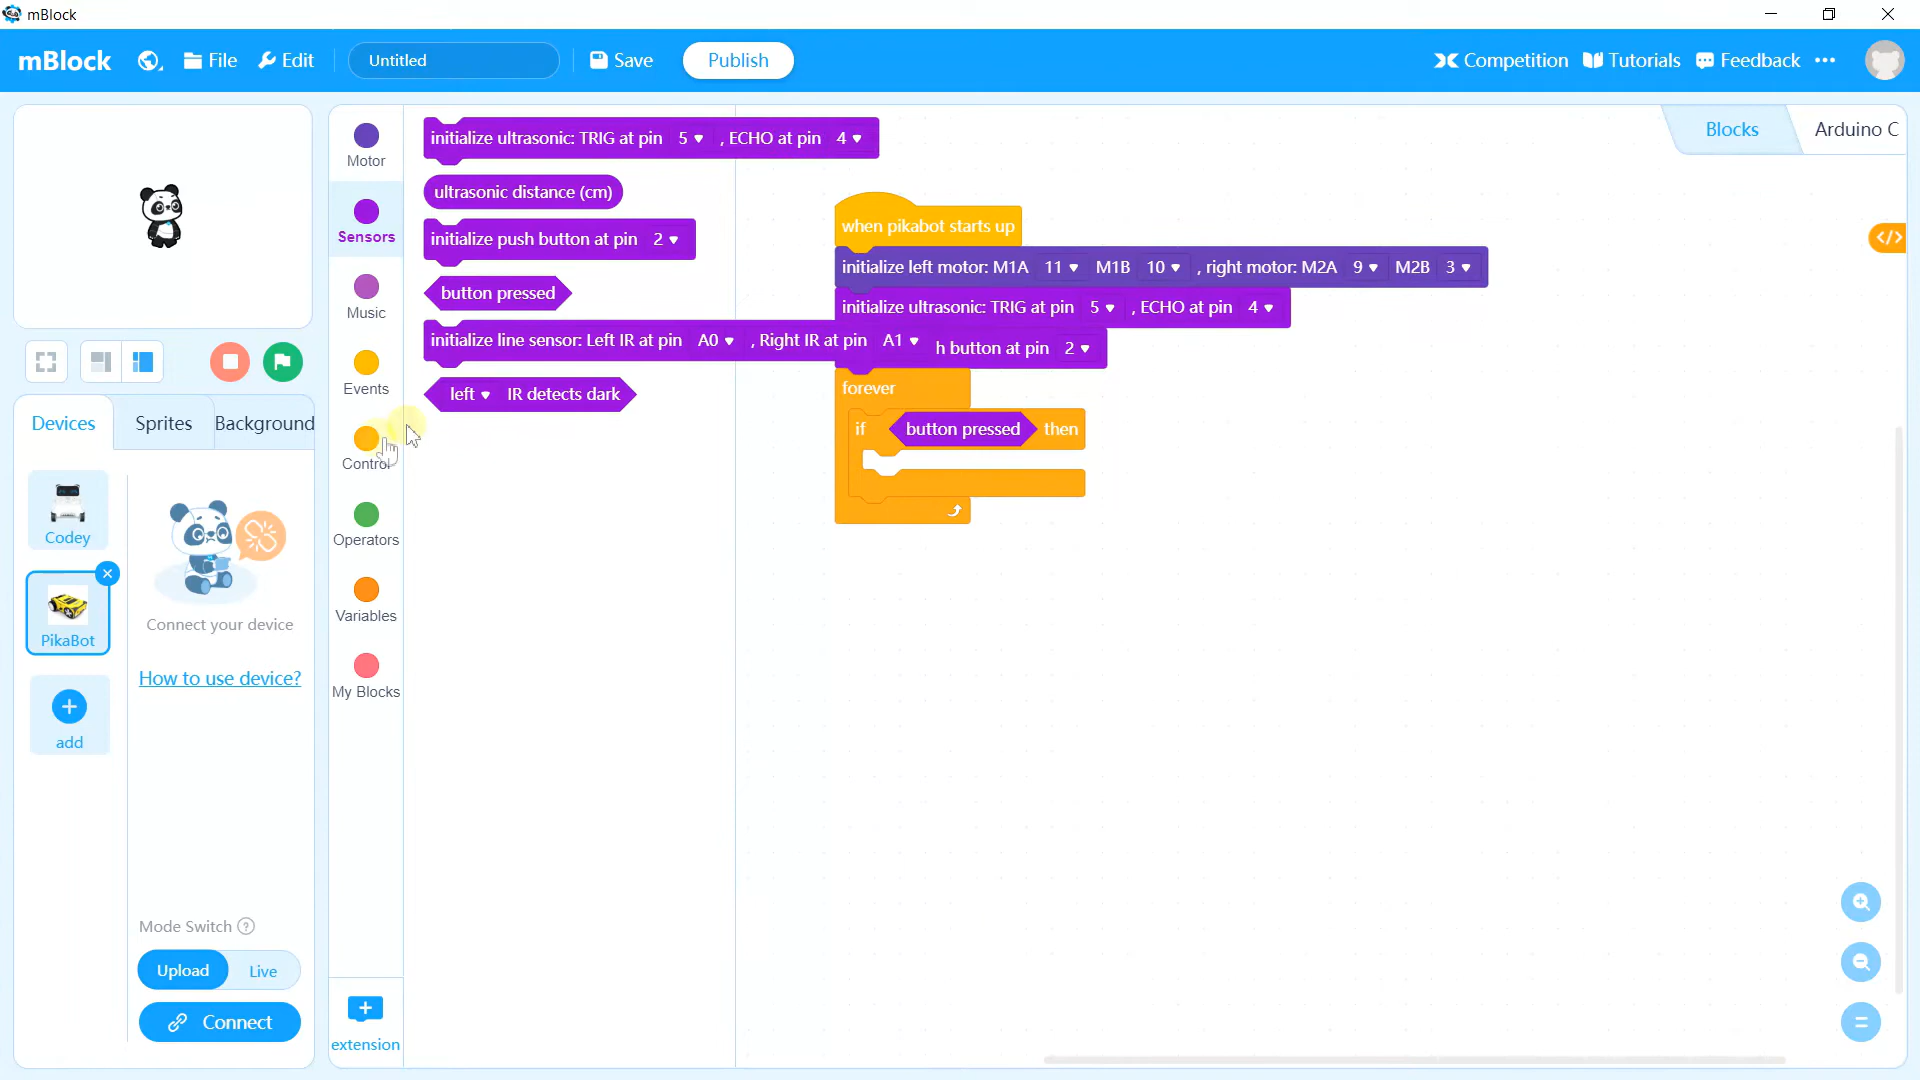 mBlock
mBlock File Edit Untitled Save Publish Competition Tutorials Feedback
Blocks Arduino C
Motor
Sensors
Music
Events
Control
Operators
Variables
My Blocks
extension
initialize ultrasonic: TRIG at pin 5 , ECHO at pin 4
ultrasonic distance (cm)
initialize push button at pin 2
button pressed
initialize line sensor: Left IR at pin A0 , Right IR at pin A1
left IR detects dark
when pikabot starts up
initialize left motor: M1A 11 M1B 10 , right motor: M2A 9 M2B 3
initialize ultrasonic: TRIG at pin 5 , ECHO at pin 4
h button at pin 2
forever
if button pressed then
Devices Sprites Background
Codey
PikaBot
add
Connect your device
How to use device?
Mode Switch ?
Upload Live
Connect